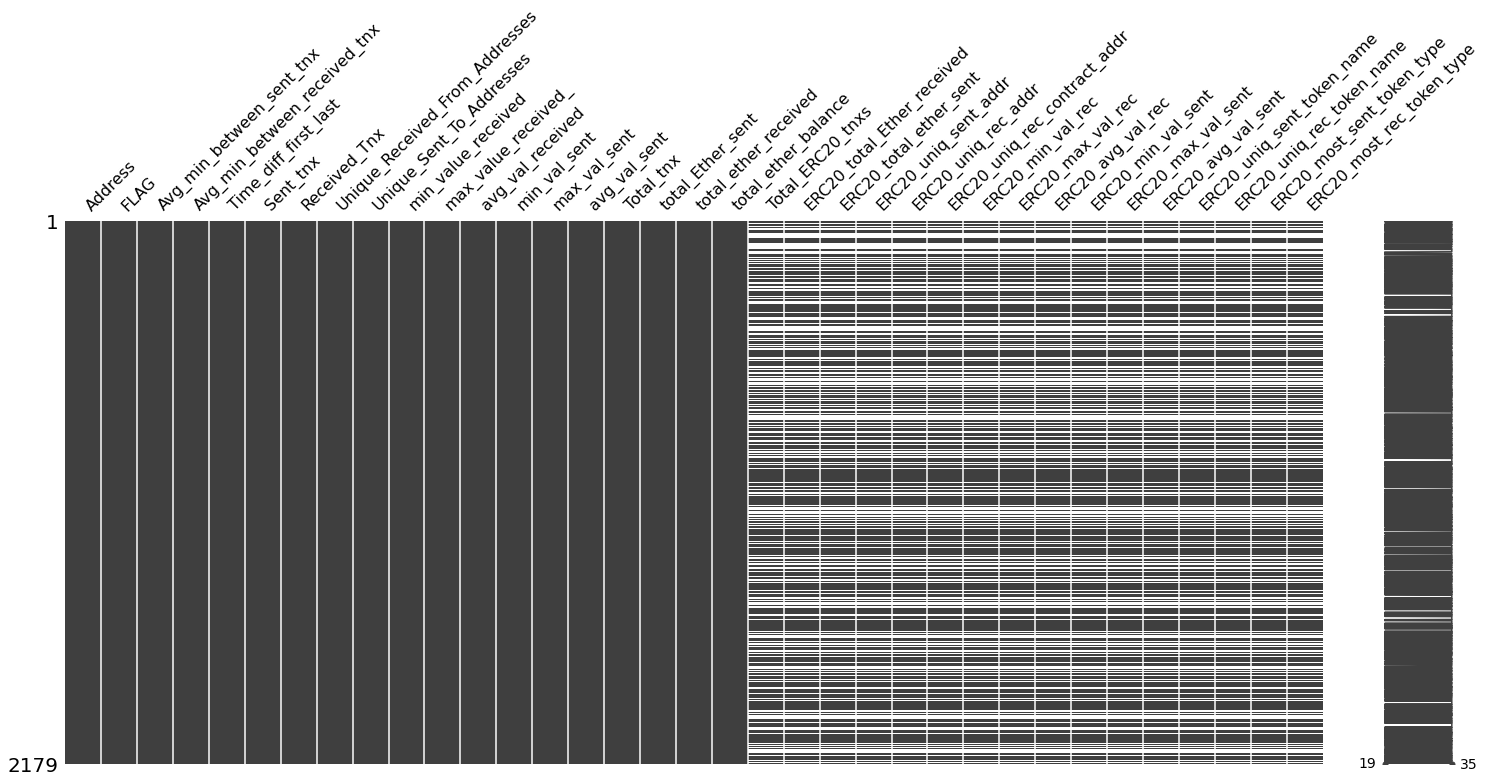 Address
FLAG
Avg_min_between_sent_tnx
Avg_min_between_received_tnx
Time_diff_first_last
Sent_tnx
Received_Tnx
Unique_Received_From_Addresses
Unique_Sent_To_Addresses
min_value_received
max_value_received_
avg_val_received
min_val_sent
max_val_sent
avg_val_sent
Total_tnx
total_Ether_sent
total_ether_received
total_ether_balance
Total_ERC20_tnxs
ERC20_total_Ether_received
ERC20_total_ether_sent
ERC20_uniq_sent_addr
ERC20_uniq_rec_addr
ERC20_uniq_rec_contract_addr
ERC20_min_val_rec
ERC20_max_val_rec
ERC20_avg_val_rec
ERC20_min_val_sent
ERC20_max_val_sent
ERC20_avg_val_sent
ERC20_uniq_sent_token_name
ERC20_uniq_rec_token_name
ERC20_most_sent_token_type
ERC20_most_rec_token_type
1
2179
19
35